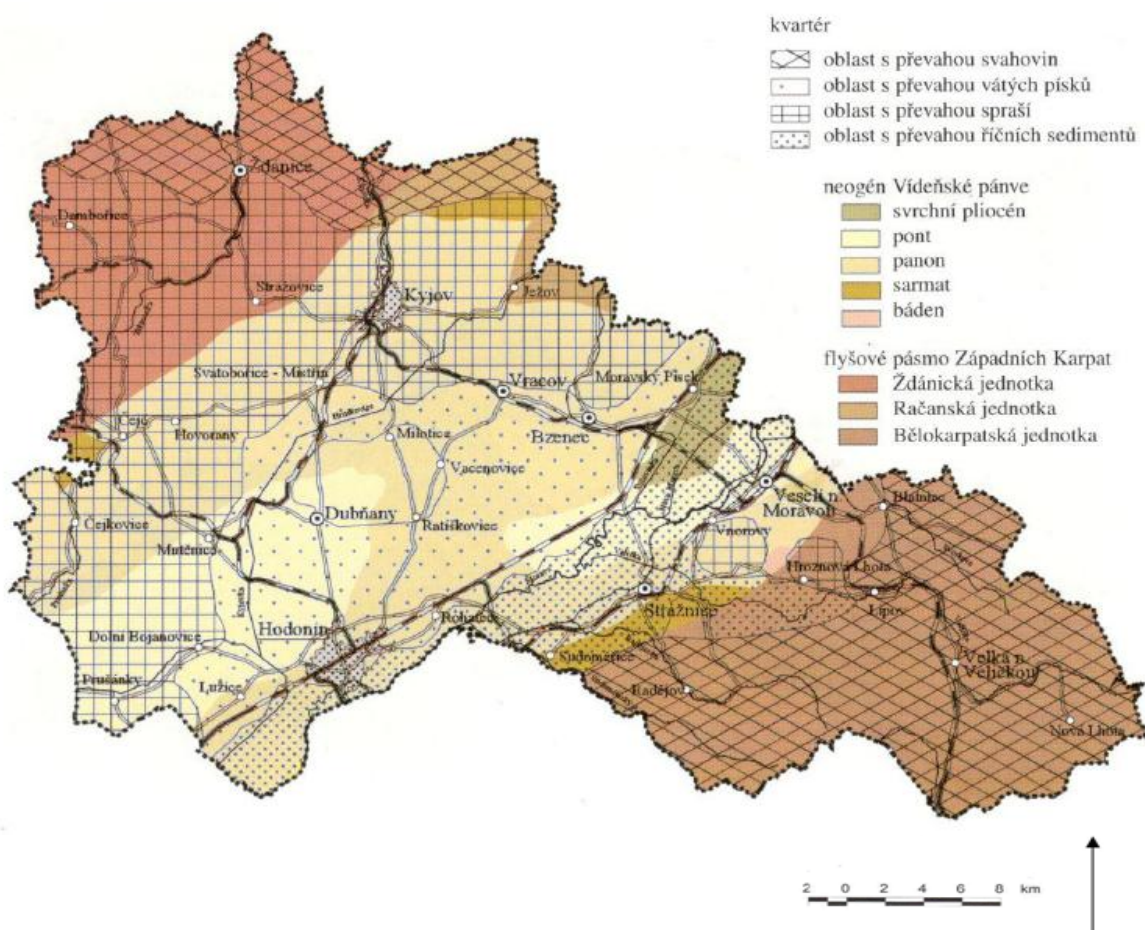 kvartér
oblast s převahou svahovin
oblast s převahou vátých písků
oblast s převahou spraší
oblast s převahou říčních sedimentů
neogén Vídeňské pánve
svrchní pliocén
pont
panon
sarmat
báden
flyšové pásmo Západních Karpat
Ždánická jednotka
Račanská jednotka
Bělokarpatská jednotka
Ždánice
Dambořice
Stražovice
Kyjov
Ježov
Svatobořice - Mistřín
Vracov
Moravský Písek
Čejč
Hovorany
Milotice
Bzenec
Vacenovice
Veselí n
Moravou
Blatnice
Čejkovice
Dubňany
Ratíškovice
Vnorovy
Mutěnice
Hroznová Lhota
Strážnice
Lipov
Hodonín
Rohatec
Dolní Bojanovice
Sudoměřice
Velká n
Veličkou
Prušánky
Lužice
Radějov
Nová Lhota
2 0 2 4 6 8 km